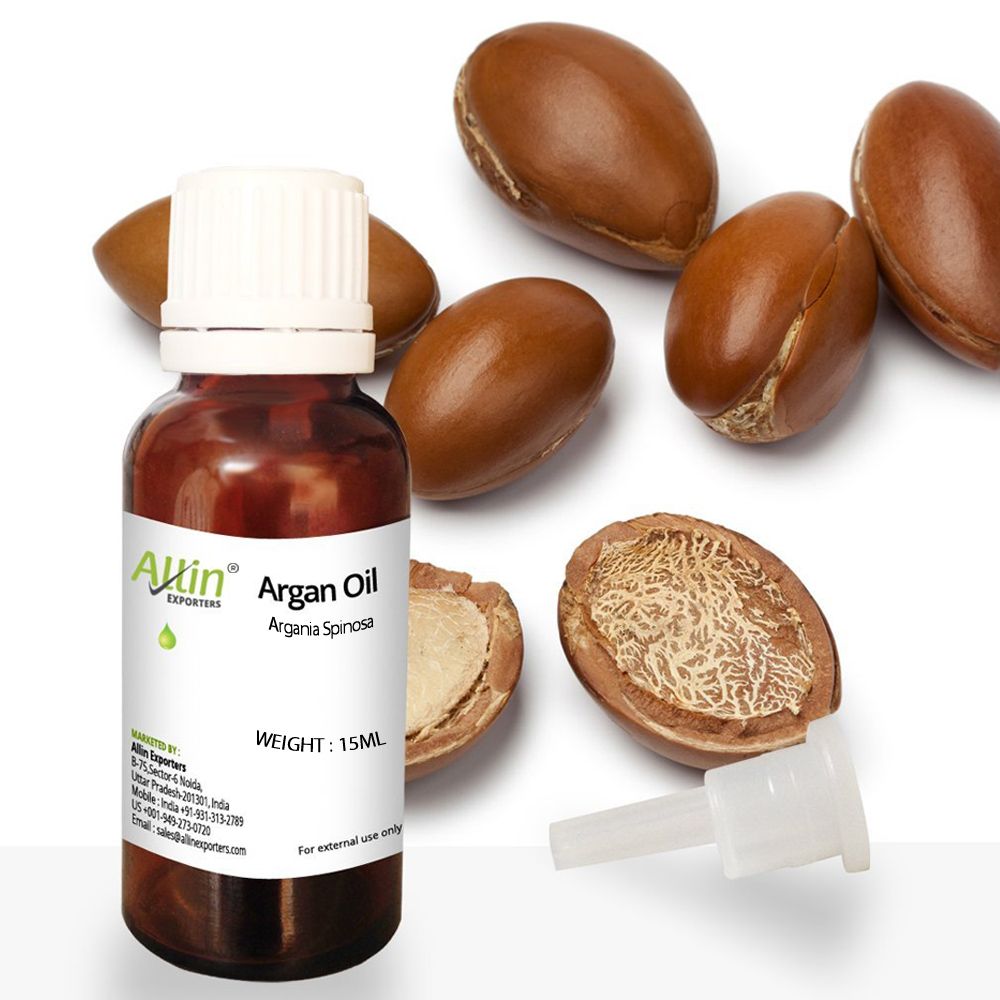 Allin®
EXPORTERS
Argan Oil
Argania Spinosa
WEIGHT : 15ML
MARKETED BY :
Allin Exporters
B-75,Sector-6 Noida,
Uttar Pradesh-201301, India
Mobile : India +91-931-313-2789
US +001-949-273-0720
Email : sales@allinexporters.com
For external use only